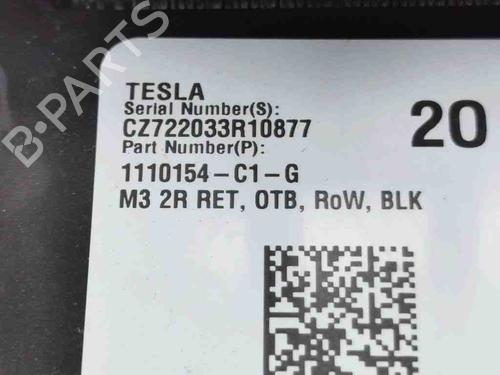 TESLA
Serial Number(S):
CZ722033R10877
20
Part Number(P):
1110154-C1-G
M3 2R RET, OTB, RoW, BLK
B-PARTS